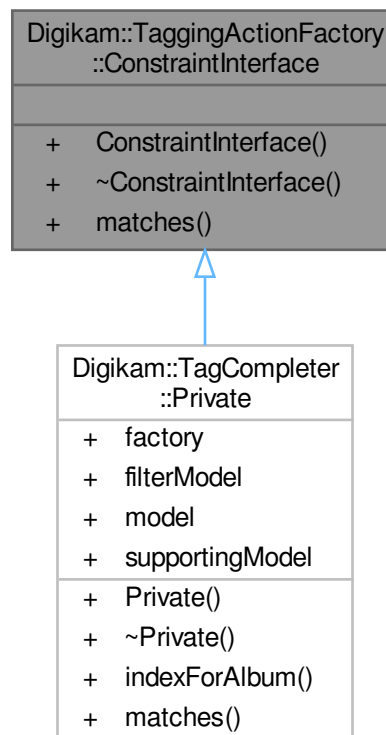 Digikam::TaggingActionFactory
::ConstraintInterface
+ ConstraintInterface()
+ ~ConstraintInterface()
+ matches()
Digikam::TagCompleter
::Private
+ factory
+ filterModel
+ model
+ supportingModel
+ Private()
+ ~Private()
+ indexForAlbum()
+ matches()